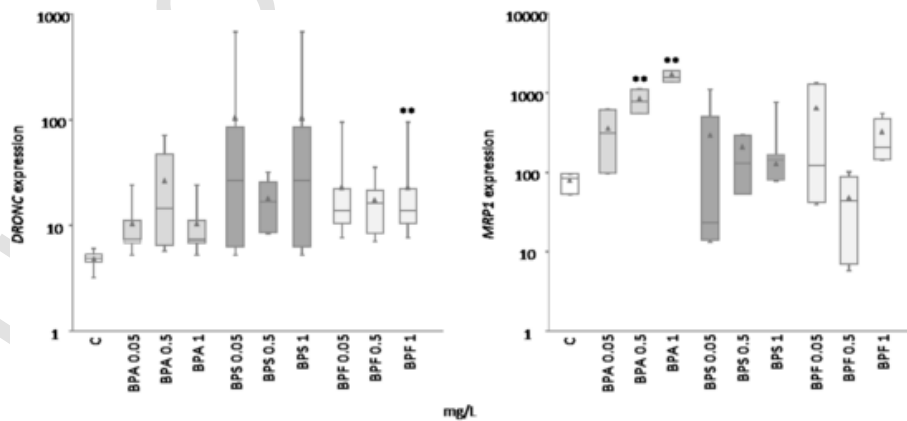 1000
100
10
1
DRONC expression
C
BPA 0.05
BPA 0.5
BPA 1
BPS 0.05
BPS 0.5
BPS 1
BPF 0.05
BPF 0.5
BPF 1
**
10000
1000
100
10
1
MRP1 expression
C
BPA 0.05
BPA 0.5
BPA 1
BPS 0.05
BPS 0.5
BPS 1
BPF 0.05
BPF 0.5
BPF 1
**
**
mg/L